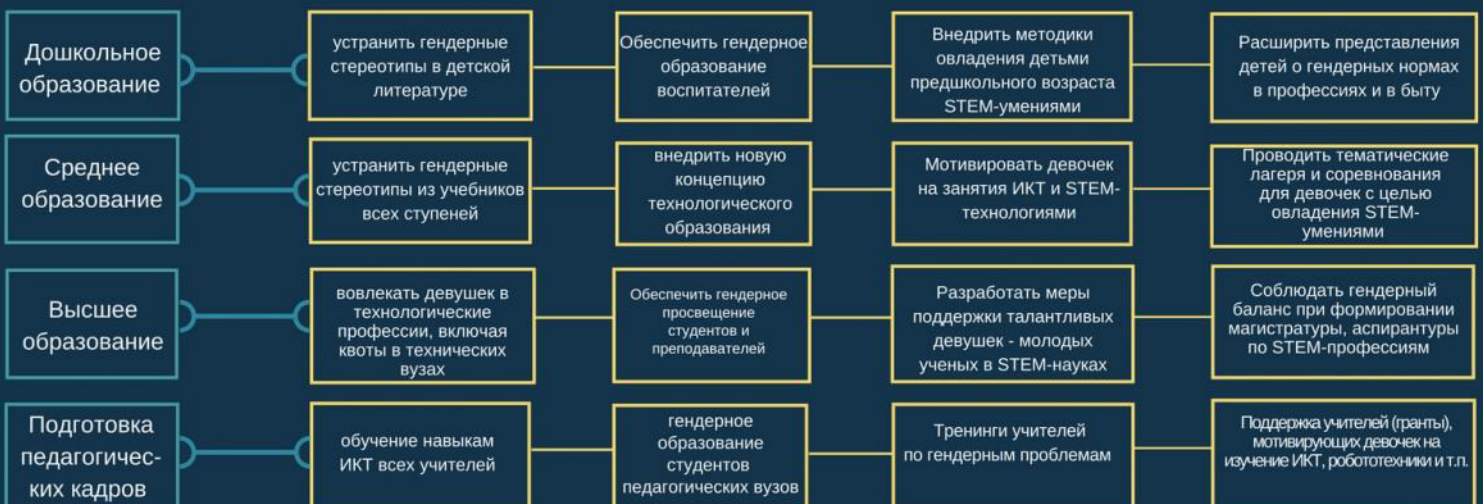 Дошкольное
образование
устранить гендерные
стереотипы в детской
литературе
Обеспечить гендерное
образование
воспитателей
Внедрить методики
овладения детьми
предшкольного возраста
STEM-умениями
Расширить представления
детей о гендерных нормах
в профессиях и в быту
Среднее
образование
устранить гендерные
стереотипы из учебников
всех ступеней
внедрить новую
концепцию
технологического
образования
Мотивировать девочек
на занятия ИКТ и STEM-
технологиями
Проводить тематические
лагеря и соревнования
для девочек с целью
овладения STEM-
умениями
Высшее
образование
вовлекать девушек в
технологические
профессии, включая
квоты в технических
вузах
Обеспечить гендерное
просвещение
студентов и
преподавателей
Разработать меры
поддержки талантливых
девушек - молодых
ученых в STEM-науках
Соблюдать гендерный
баланс при формировании
магистратуры, аспирантуры
по STEM-профессиям
Подготовка
педагогичес-
ких кадров
обучение навыкам
ИКТ всех учителей
гендерное
образование
студентов
педагогических вузов
Тренинги учителей
по гендерным проблемам
Поддержка учителей (гранты),
мотивирующих девочек на
изучение ИКТ, робототехники и т.п.